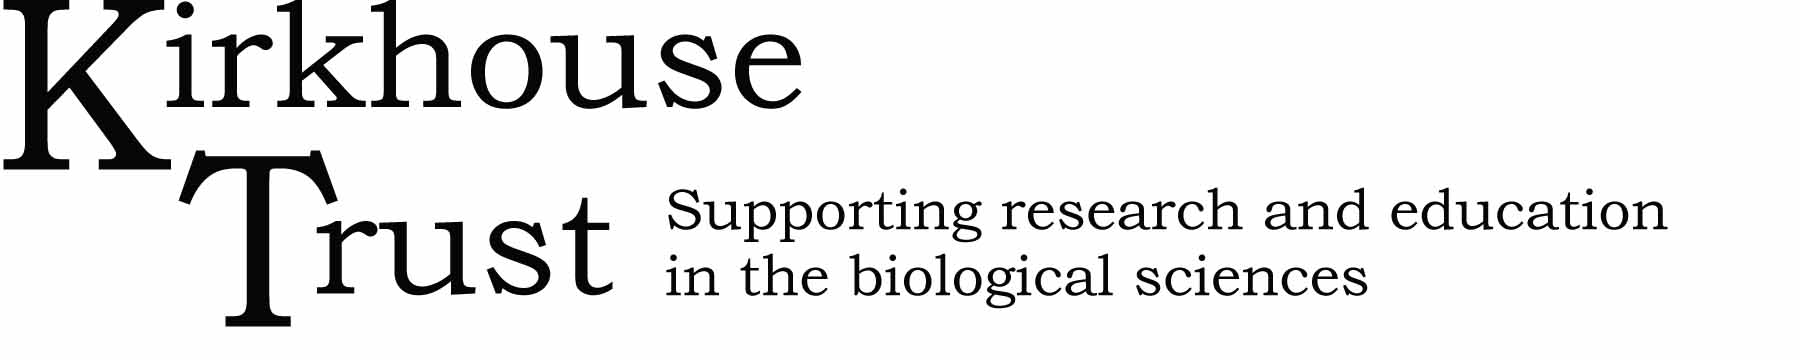 Kirkhouse
Trust
Supporting research and education
in the biological sciences